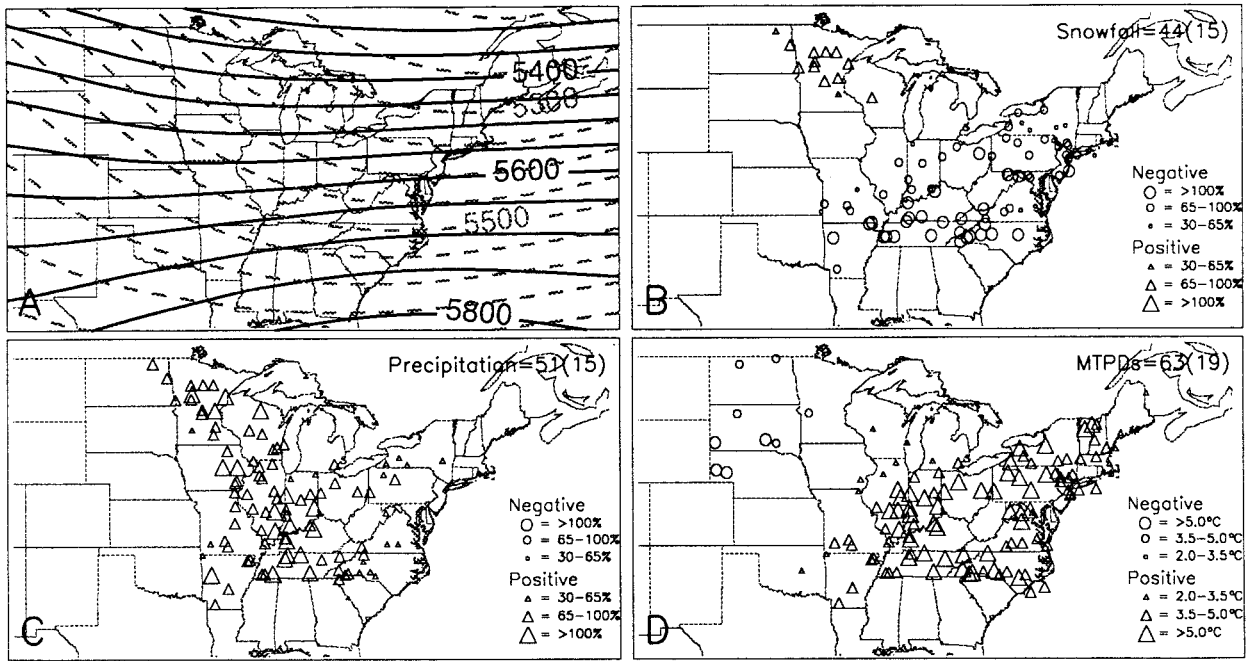 5400
5300
5600
5500
5800
A
Snowfall=44(15)
Negative
= >100%
= 65-100%
= 30-65%
Positive
= 30-65%
= 65-100%
= >100%
B
Precipitation=51(15)
Negative
= >100%
= 65-100%
= 30-65%
Positive
= 30-65%
= 65-100%
= >100%
C
MTPDs=63(19)
Negative
= >5.0°C
= 3.5-5.0°C
= 2.0-3.5°C
Positive
= 2.0-3.5°C
= 3.5-5.0°C
= >5.0°C
D